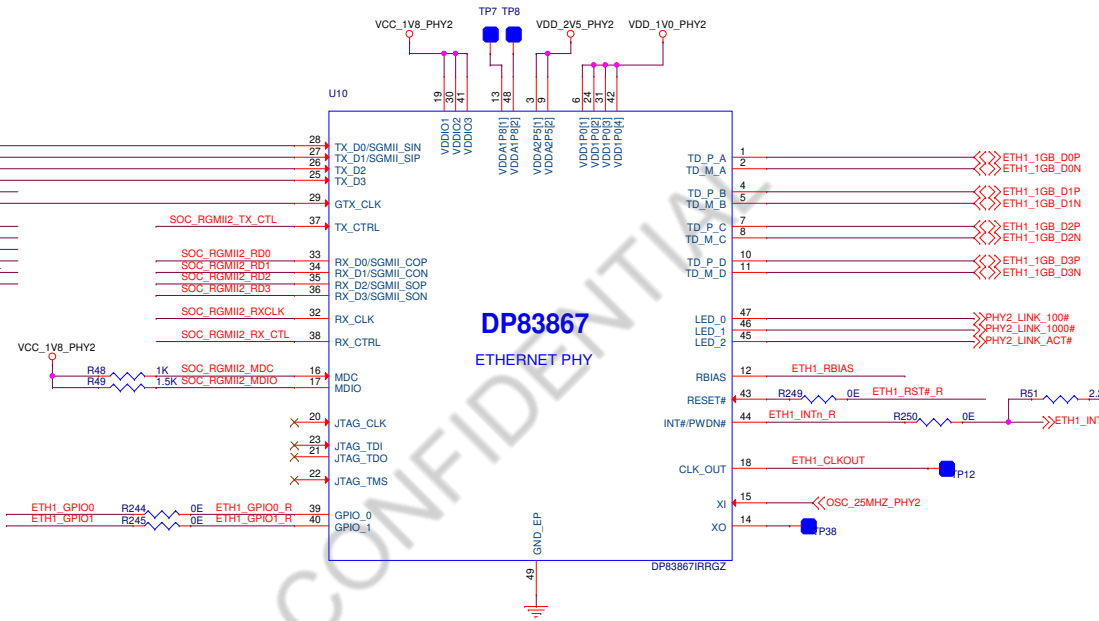 TP7 TP8
VCC_1V8_PHY2
VDD_2V5_PHY2
VDD_1V0_PHY2
U10
19
30
41
13
48
3
9
6
24
31
42
VDDIO1
VDDIO2
VDDIO3
VDDA1P8[1]
VDDA1P8[2]
VDDA2P5[1]
VDDA2P5[2]
VDD1P0[1]
VDD1P0[2]
VDD1P0[3]
VDD1P0[4]
28 TX_D0/SGMII_SIN
27 TX_D1/SGMII_SIP
26 TX_D2
25 TX_D3
29 GTX_CLK
SOC_RGMII2_TX_CTL 37 TX_CTRL
SOC_RGMII2_RD0 33 RX_D0/SGMII_COP
SOC_RGMII2_RD1 34 RX_D1/SGMII_CON
SOC_RGMII2_RD2 35 RX_D2/SGMII_SOP
SOC_RGMII2_RD3 36 RX_D3/SGMII_SON
SOC_RGMII2_RXCLK 32 RX_CLK
SOC_RGMII2_RX_CTL 38 RX_CTRL
VCC_1V8_PHY2
R48 1K SOC_RGMII2_MDC 16 MDC
R49 1.5K SOC_RGMII2_MDIO 17 MDIO
20 JTAG_CLK
23 JTAG_TDI
21 JTAG_TDO
22 JTAG_TMS
ETH1_GPIO0 R244 0E ETH1_GPIO0_R 39 GPIO_0
ETH1_GPIO1 R245 0E ETH1_GPIO1_R 40 GPIO_1
DP83867
ETHERNET PHY
CONFIDENTIAL
TD_P_A 1 ETH1_1GB_D0P
TD_M_A 2 ETH1_1GB_D0N
TD_P_B 4 ETH1_1GB_D1P
TD_M_B 5 ETH1_1GB_D1N
TD_P_C 7 ETH1_1GB_D2P
TD_M_C 8 ETH1_1GB_D2N
TD_P_D 10 ETH1_1GB_D3P
TD_M_D 11 ETH1_1GB_D3N
LED_0 47 PHY2_LINK_100#
LED_1 46 PHY2_LINK_1000#
LED_2 45 PHY2_LINK_ACT#
RBIAS 12 ETH1_RBIAS
RESET# 43 R249 0E ETH1_RST#_R R51
INT#/PWDN# 44 ETH1_INTn_R R250 0E ETH1_INT
CLK_OUT 18 ETH1_CLKOUT TP12
XI 15 OSC_25MHZ_PHY2
XO 14 TP38
GND_EP
49
DP83867IRRGZ